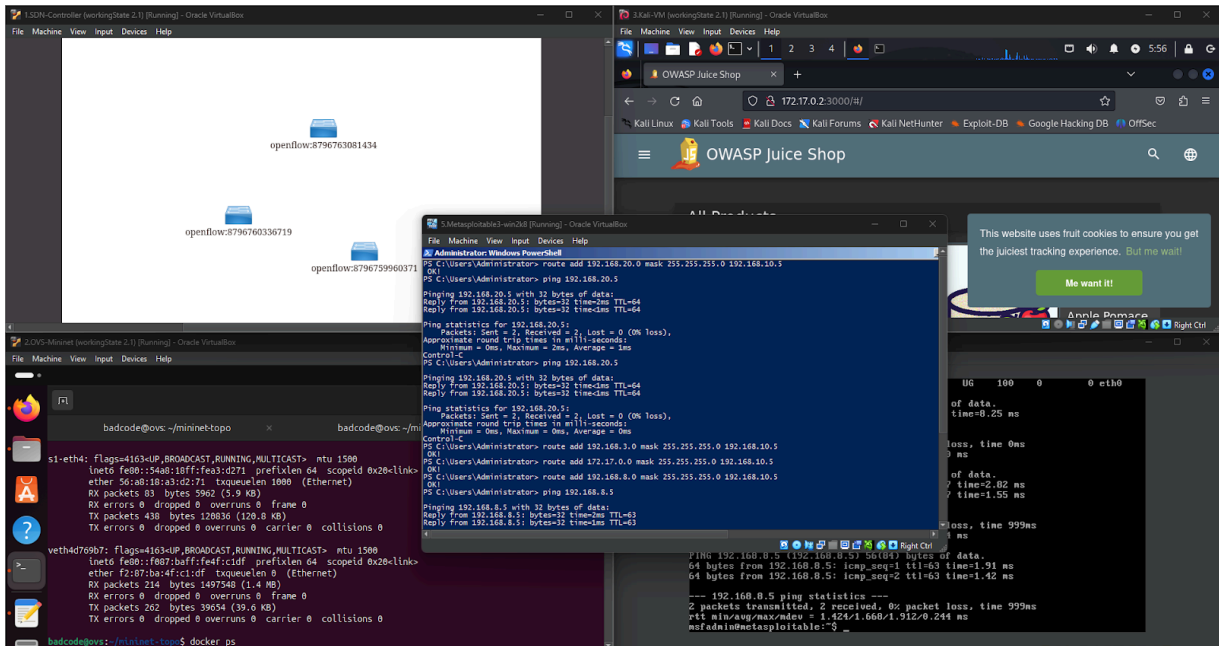 1.SDN-Controller (workingState 2.1) [Running] - Oracle VirtualBox
File Machine View Input Devices Help
openflow:8796763081434
openflow:8796760336719
openflow:8796759960371
3.Kali-VM (workingState 2.1) [Running] - Oracle VirtualBox
File Machine View Input Devices Help
1 2 3 4
5:56
OWASP Juice Shop
172.17.0.2:3000/#/
Kali Linux Kali Tools Kali Docs Kali Forums Kali NetHunter Exploit-DB Google Hacking DB OffSec
OWASP Juice Shop
All Products
This website uses fruit cookies to ensure you get
the juiciest tracking experience. But me wait!
Me want it!
Apple Pomace
Right Ctrl
5.Metasploitable3-win2k8 [Running] - Oracle VirtualBox
File Machine View Input Devices Help
Administrator: Windows PowerShell
PS C:\Users\Administrator> route add 192.168.20.0 mask 255.255.255.0 192.168.10.5
OK!
PS C:\Users\Administrator> ping 192.168.20.5
Pinging 192.168.20.5 with 32 bytes of data:
Reply from 192.168.20.5: bytes=32 time=2ms TTL=64
Reply from 192.168.20.5: bytes=32 time<1ms TTL=64
Ping statistics for 192.168.20.5:
Packets: Sent = 2, Received = 2, Lost = 0 (0% loss),
Approximate round trip times in milli-seconds:
Minimum = 0ms, Maximum = 2ms, Average = 1ms
Control-C
PS C:\Users\Administrator> ping 192.168.20.5
Pinging 192.168.20.5 with 32 bytes of data:
Reply from 192.168.20.5: bytes=32 time<1ms TTL=64
Reply from 192.168.20.5: bytes=32 time<1ms TTL=64
Ping statistics for 192.168.20.5:
Packets: Sent = 2, Received = 2, Lost = 0 (0% loss),
Approximate round trip times in milli-seconds:
Minimum = 0ms, Maximum = 0ms, Average = 0ms
Control-C
PS C:\Users\Administrator> route add 192.168.3.0 mask 255.255.255.0 192.168.10.5
OK!
PS C:\Users\Administrator> route add 172.17.0.0 mask 255.255.255.0 192.168.10.5
OK!
PS C:\Users\Administrator> route add 192.168.8.0 mask 255.255.255.0 192.168.10.5
OK!
PS C:\Users\Administrator> ping 192.168.8.5
Pinging 192.168.8.5 with 32 bytes of data:
Reply from 192.168.8.5: bytes=32 time=2ms TTL=63
Reply from 192.168.8.5: bytes=32 time=1ms TTL=63
Right Ctrl
2.OVS-Mininet (workingState 2.1) [Running] - Oracle VirtualBox
File Machine View Input Devices Help
badcode@ovs: ~/mininet-topo
badcode@ovs: ~/mi
s1-eth4: flags=4163<UP,BROADCAST,RUNNING,MULTICAST> mtu 1500
inet6 fe80::54a8:18ff:fea3:d271 prefixlen 64 scopeid 0x20<link>
ether 56:a8:18:a3:d2:71 txqueuelen 1000 (Ethernet)
RX packets 83 bytes 5962 (5.9 KB)
RX errors 0 dropped 0 overruns 0 frame 0
TX packets 438 bytes 120836 (120.8 KB)
TX errors 0 dropped 0 overruns 0 carrier 0 collisions 0
veth4d769b7: flags=4163<UP,BROADCAST,RUNNING,MULTICAST> mtu 1500
inet6 fe80::f087:baff:fe4f:c1df prefixlen 64 scopeid 0x20<link>
ether f2:87:ba:4f:c1:df txqueuelen 0 (Ethernet)
RX packets 214 bytes 1497548 (1.4 MB)
RX errors 0 dropped 0 overruns 0 frame 0
TX packets 262 bytes 39654 (39.6 KB)
TX errors 0 dropped 0 overruns 0 carrier 0 collisions 0
badcode@ovs:~/mininet-topo$ docker ps
UG 100 0 0 eth0
of data.
time=8.25 ms
loss, time 0ms
ms
of data.
time=2.82 ms
time=1.55 ms
loss, time 999ms
ms
PING 192.168.8.5 (192.168.8.5) 56(84) bytes of data.
64 bytes from 192.168.8.5: icmp_seq=1 ttl=63 time=1.91 ms
64 bytes from 192.168.8.5: icmp_seq=2 ttl=63 time=1.42 ms
--- 192.168.8.5 ping statistics ---
2 packets transmitted, 2 received, 0% packet loss, time 999ms
rtt min/avg/max/mdev = 1.424/1.668/1.912/0.244 ms
msfadmin@metasploitable:~$ _